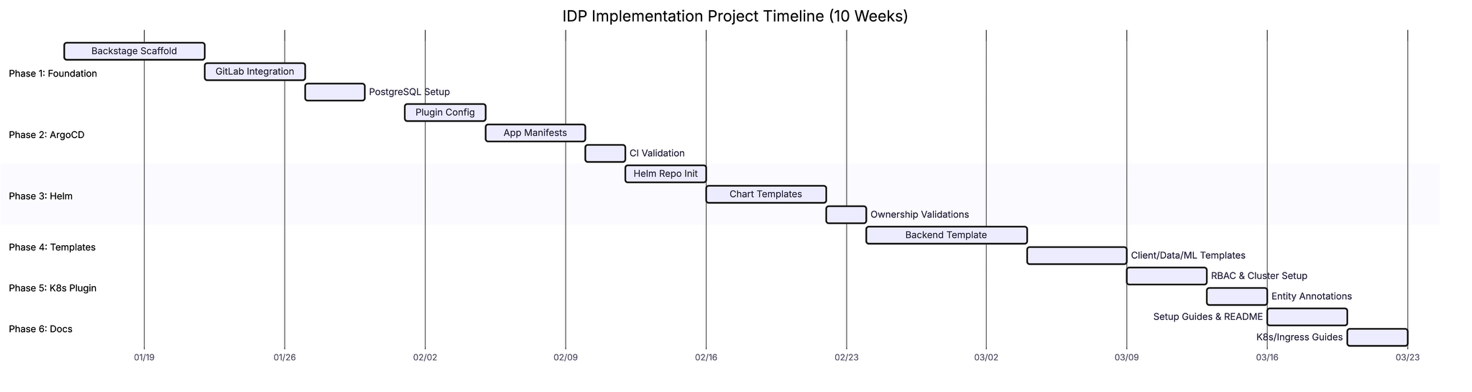 IDP Implementation Project Timeline (10 Weeks)
Phase 1: Foundation
Backstage Scaffold
GitLab Integration
PostgreSQL Setup
Phase 2: ArgoCD
Plugin Config
App Manifests
CI Validation
Phase 3: Helm
Helm Repo Init
Chart Templates
Ownership Validations
Phase 4: Templates
Backend Template
Client/Data/ML Templates
Phase 5: K8s Plugin
RBAC & Cluster Setup
Entity Annotations
Phase 6: Docs
Setup Guides & README
K8s/Ingress Guides
01/19 01/26 02/02 02/09 02/16 02/23 03/02 03/09 03/16 03/23